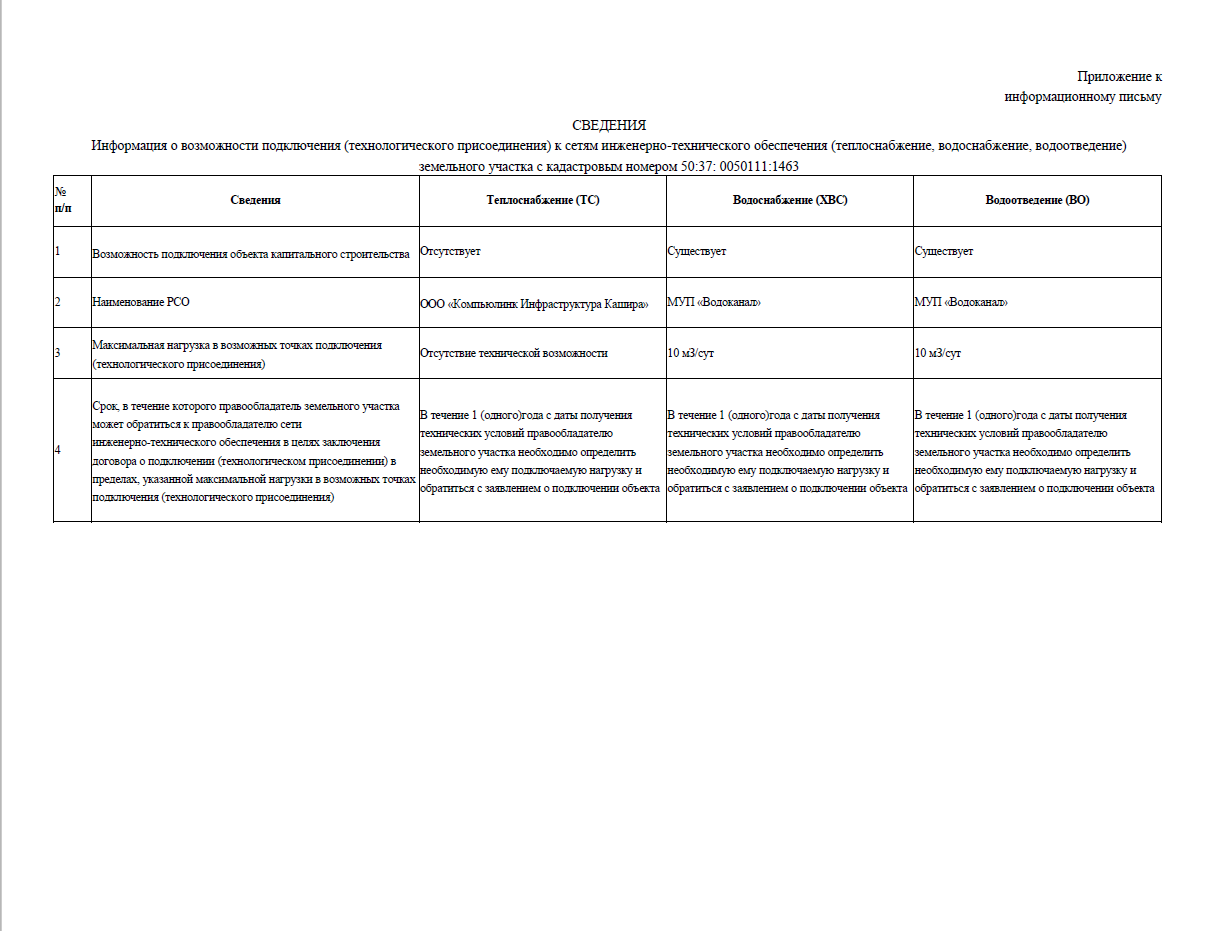 Приложение к
информационному письму
СВЕДЕНИЯ
Информация о возможности подключения (технологического присоединения) к сетям инженерно-технического обеспечения (теплоснабжение, водоснабжение, водоотведение)
земельного участка с кадастровым номером 50:37: 0050111:1463
№
п/п
Сведения
Теплоснабжение (ТС)
Водоснабжение (ХВС)
Водоотведение (ВО)
1
Возможность подключения объекта капитального строительства
Отсутствует
Существует
Существует
2
Наименование РСО
ООО «Компьюлинк Инфраструктура Кашира»
МУП «Водоканал»
МУП «Водоканал»
3
Максимальная нагрузка в возможных точках подключения
(технологического присоединения)
Отсутствие технической возможности
10 м3/сут
10 м3/сут
4
Срок, в течение которого правообладатель земельного участка
может обратиться к правообладателю сети
инженерно-технического обеспечения в целях заключения
договора о подключении (технологическом присоединении) в
пределах, указанной максимальной нагрузки в возможных точках
подключения (технологического присоединения)
В течение 1 (одного)года с даты получения
технических условий правообладателю
земельного участка необходимо определить
необходимую ему подключаемую нагрузку и
обратиться с заявлением о подключении объекта
В течение 1 (одного)года с даты получения
технических условий правообладателю
земельного участка необходимо определить
необходимую ему подключаемую нагрузку и
обратиться с заявлением о подключении объекта
В течение 1 (одного)года с даты получения
технических условий правообладателю
земельного участка необходимо определить
необходимую ему подключаемую нагрузку и
обратиться с заявлением о подключении объекта